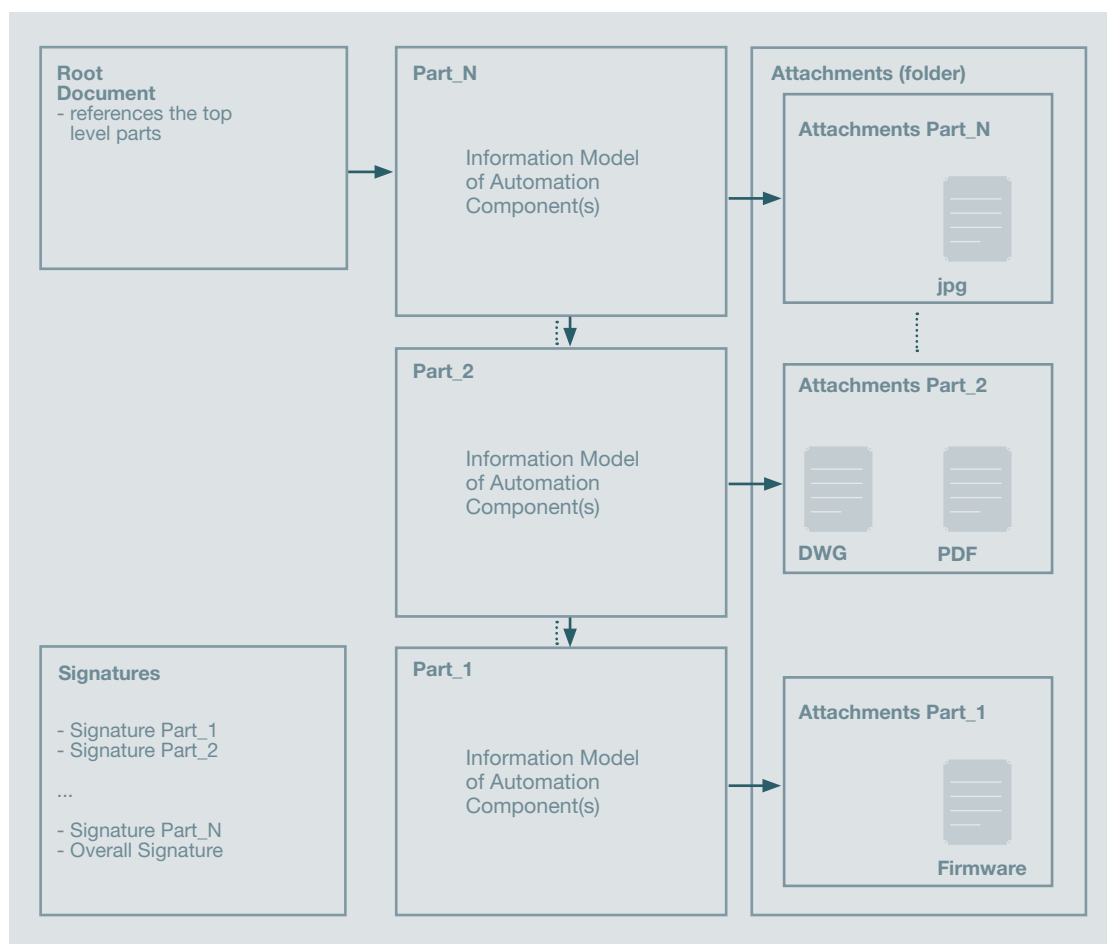 Root
Document
- references the top
level parts
Part_N
Information Model
of Automation
Component(s)
Attachments (folder)
Attachments Part_N
jpg
Part_2
Information Model
of Automation
Component(s)
Attachments Part_2
DWG
PDF
Signatures
- Signature Part_1
- Signature Part_2
...
- Signature Part_N
- Overall Signature
Part_1
Information Model
of Automation
Component(s)
Attachments Part_1
Firmware